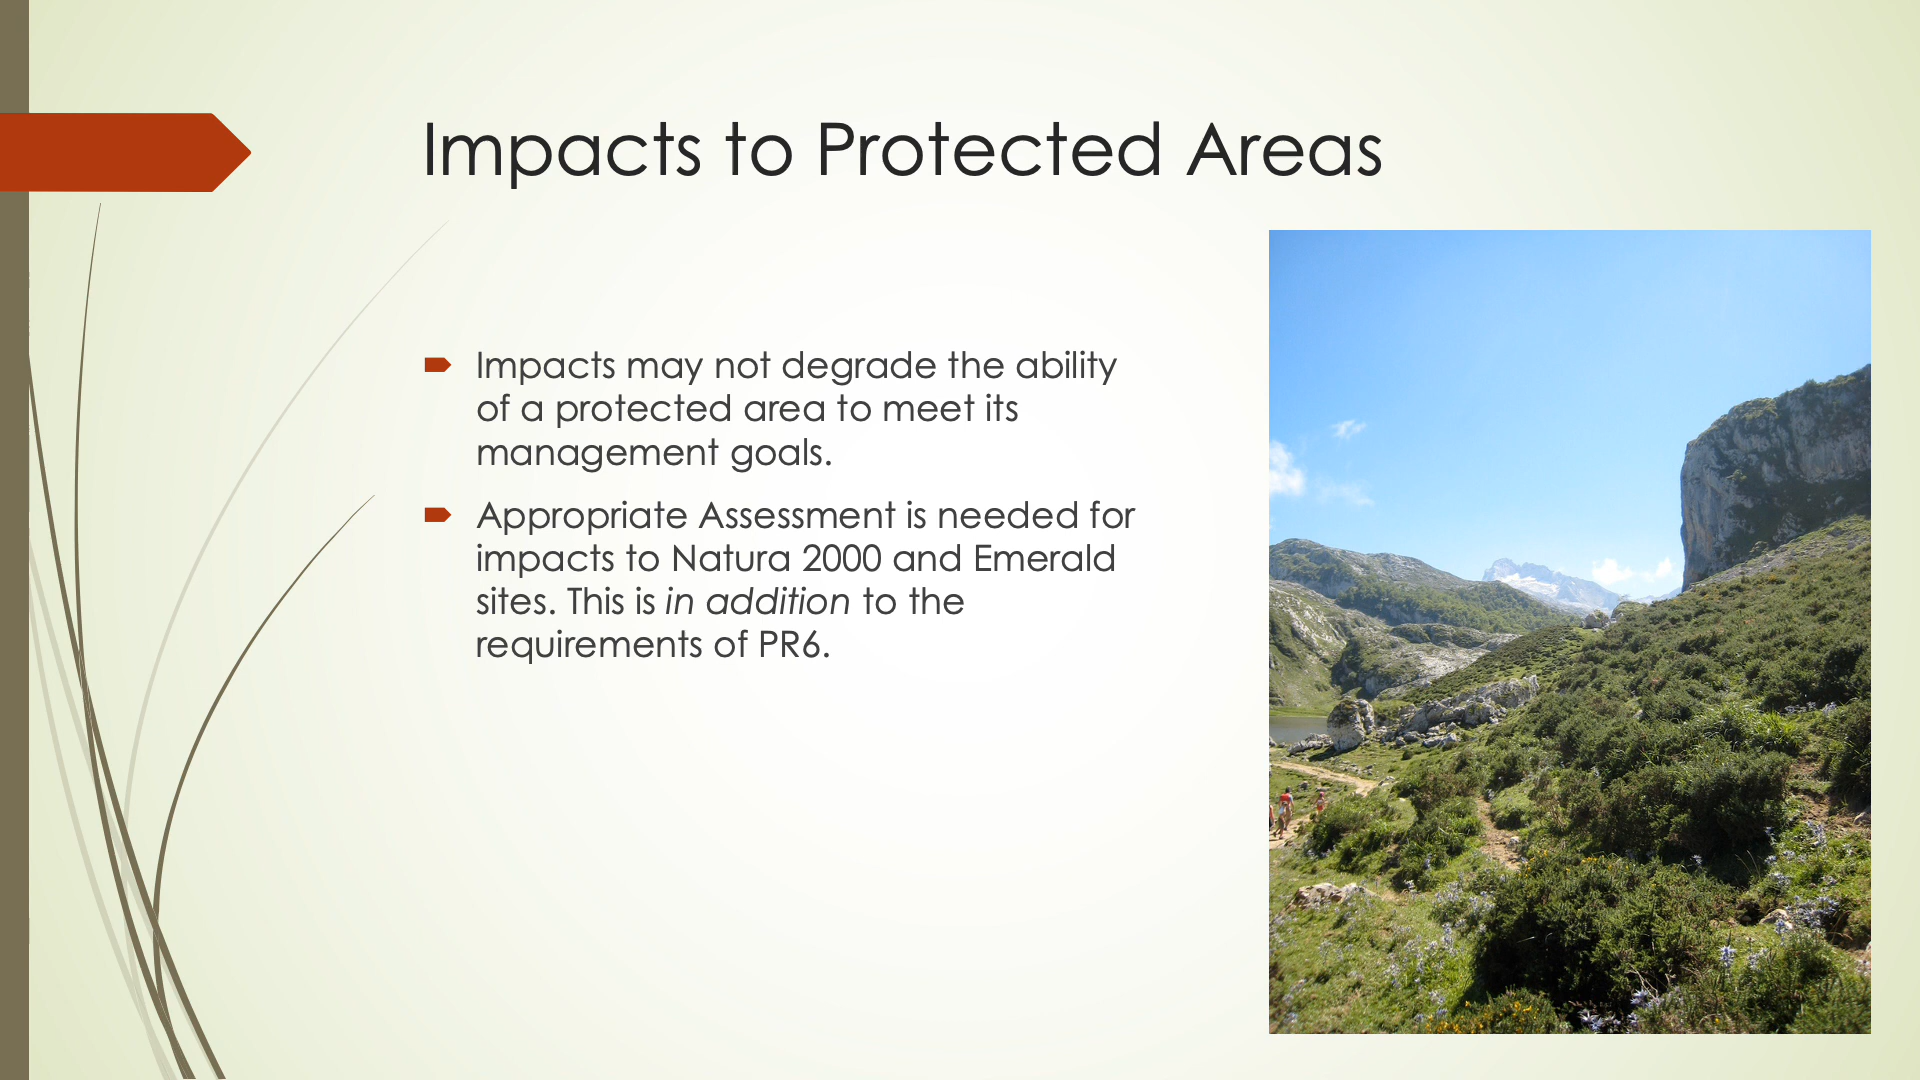 Impacts to Protected Areas
Impacts may not degrade the ability
of a protected area to meet its
management goals.
Appropriate Assessment is needed for
impacts to Natura 2000 and Emerald
sites. This is in addition to the
requirements of PR6.